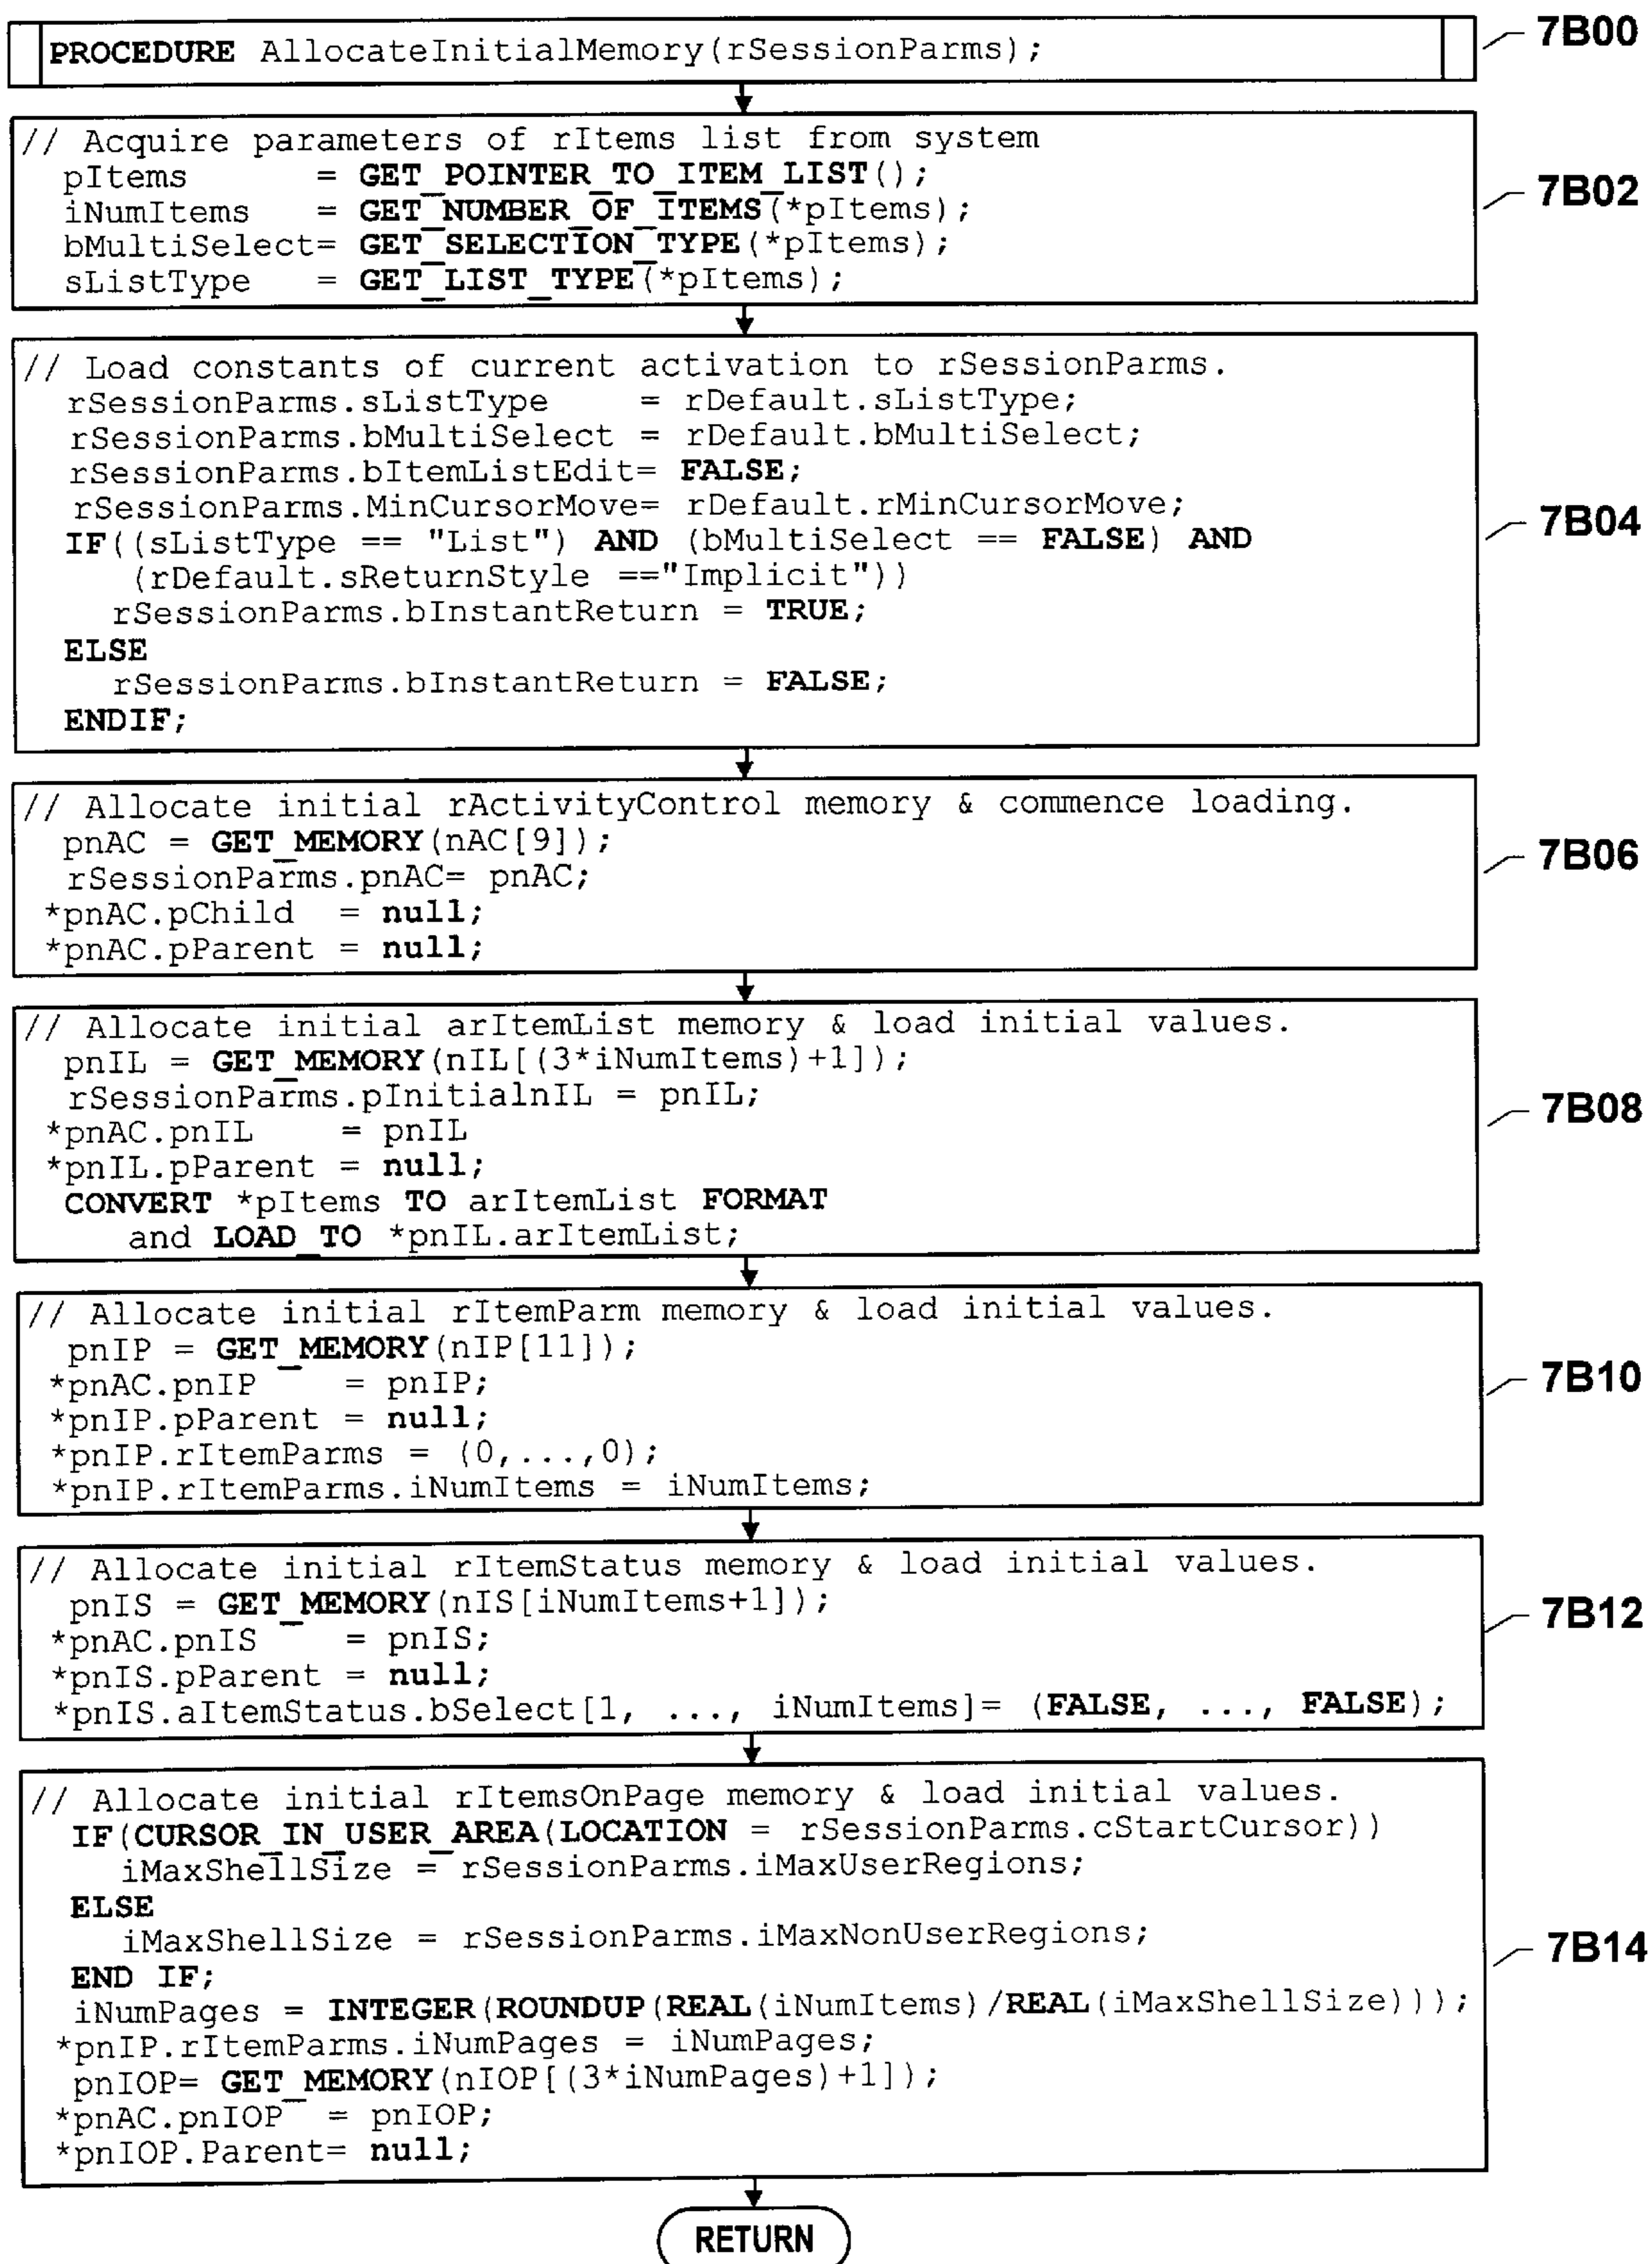 PROCEDURE AllocateInitialMemory(rSessionParms);
7B00
// Acquire parameters of rItems list from system
pItems = GET_POINTER_TO_ITEM_LIST();
iNumItems = GET_NUMBER_OF_ITEMS(*pItems);
bMultiSelect= GET_SELECTION_TYPE(*pItems);
sListType = GET_LIST_TYPE(*pItems);
7B02
// Load constants of current activation to rSessionParms.
rSessionParms.sListType = rDefault.sListType;
rSessionParms.bMultiSelect = rDefault.bMultiSelect;
rSessionParms.bItemListEdit= FALSE;
rSessionParms.MinCursorMove= rDefault.rMinCursorMove;
IF((sListType == "List") AND (bMultiSelect == FALSE) AND
(rDefault.sReturnStyle =="Implicit"))
rSessionParms.bInstantReturn = TRUE;
ELSE
rSessionParms.bInstantReturn = FALSE;
ENDIF;
7B04
// Allocate initial rActivityControl memory & commence loading.
pnAC = GET_MEMORY(nAC[9]);
rSessionParms.pnAC= pnAC;
*pnAC.pChild = null;
*pnAC.pParent = null;
7B06
// Allocate initial arItemList memory & load initial values.
pnIL = GET_MEMORY(nIL[(3*iNumItems)+1]);
rSessionParms.pInitialnIL = pnIL;
*pnAC.pnIL = pnIL
*pnIL.pParent = null;
CONVERT *pItems TO arItemList FORMAT
and LOAD_TO *pnIL.arItemList;
7B08
// Allocate initial rItemParm memory & load initial values.
pnIP = GET_MEMORY(nIP[11]);
*pnAC.pnIP = pnIP;
*pnIP.pParent = null;
*pnIP.rItemParms = (0,...,0);
*pnIP.rItemParms.iNumItems = iNumItems;
7B10
// Allocate initial rItemStatus memory & load initial values.
pnIS = GET_MEMORY(nIS[iNumItems+1]);
*pnAC.pnIS = pnIS;
*pnIS.pParent = null;
*pnIS.aItemStatus.bSelect[1, ..., iNumItems]= (FALSE, ..., FALSE);
7B12
// Allocate initial rItemsOnPage memory & load initial values.
IF(CURSOR_IN_USER_AREA(LOCATION = rSessionParms.cStartCursor))
iMaxShellSize = rSessionParms.iMaxUserRegions;
ELSE
iMaxShellSize = rSessionParms.iMaxNonUserRegions;
END IF;
iNumPages = INTEGER(ROUNDUP(REAL(iNumItems)/REAL(iMaxShellSize)));
*pnIP.rItemParms.iNumPages = iNumPages;
pnIOP= GET_MEMORY(nIOP[(3*iNumPages)+1]);
*pnAC.pnIOP = pnIOP;
*pnIOP.Parent= null;
7B14
RETURN